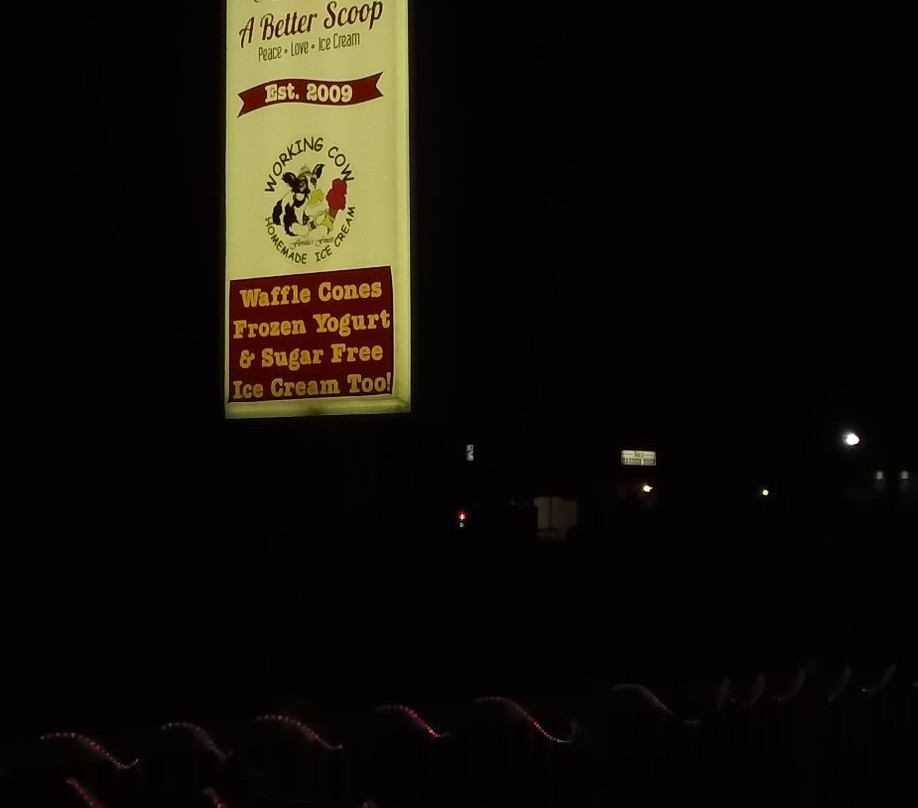 A Better Scoop
Peace • Love • Ice Cream
Est. 2009
WORKING COW
HOMEMADE ICE CREAM
Waffle Cones
Frozen Yogurt
& Sugar Free
Ice Cream Too!